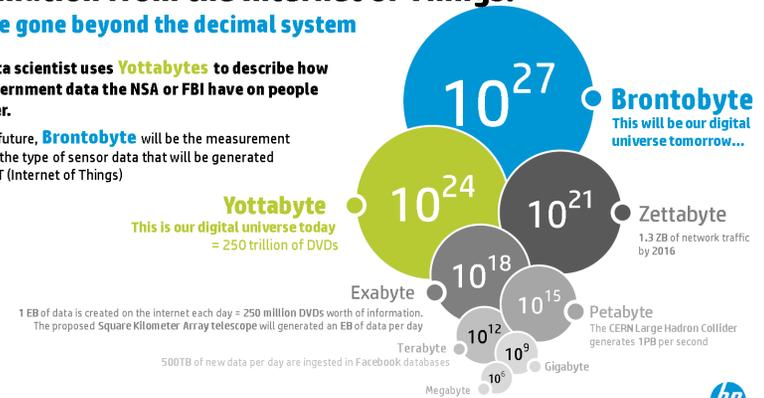 Internet of Things.
e gone beyond the decimal system
ta scientist uses Yottabytes to describe how
ernment data the NSA or FBI have on people
er.
future, Brontobyte will be the measurement
the type of sensor data that will be generated
T (Internet of Things)
10^27
Brontobyte
This will be our digital
universe tomorrow...
10^24
Yottabyte
This is our digital universe today
= 250 trillion of DVDs
10^21
Zettabyte
1.3 ZB of network traffic
by 2016
10^18
Exabyte
1 EB of data is created on the internet each day = 250 million DVDs worth of information.
The proposed Square Kilometer Array telescope will generated an EB of data per day
10^15
Petabyte
The CERN Large Hadron Collider
generates 1PB per second
10^12
Terabyte
500TB of new data per day are ingested in Facebook databases
10^9
Gigabyte
10^6
Megabyte
hp